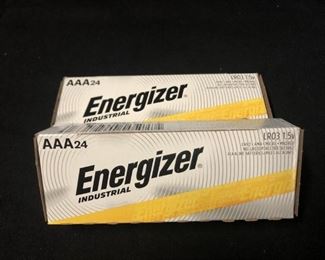 AAA24
LR03 1.5v
Energizer
INDUSTRIAL
AAA24
LR03 1.5v
Energizer
INDUSTRIAL